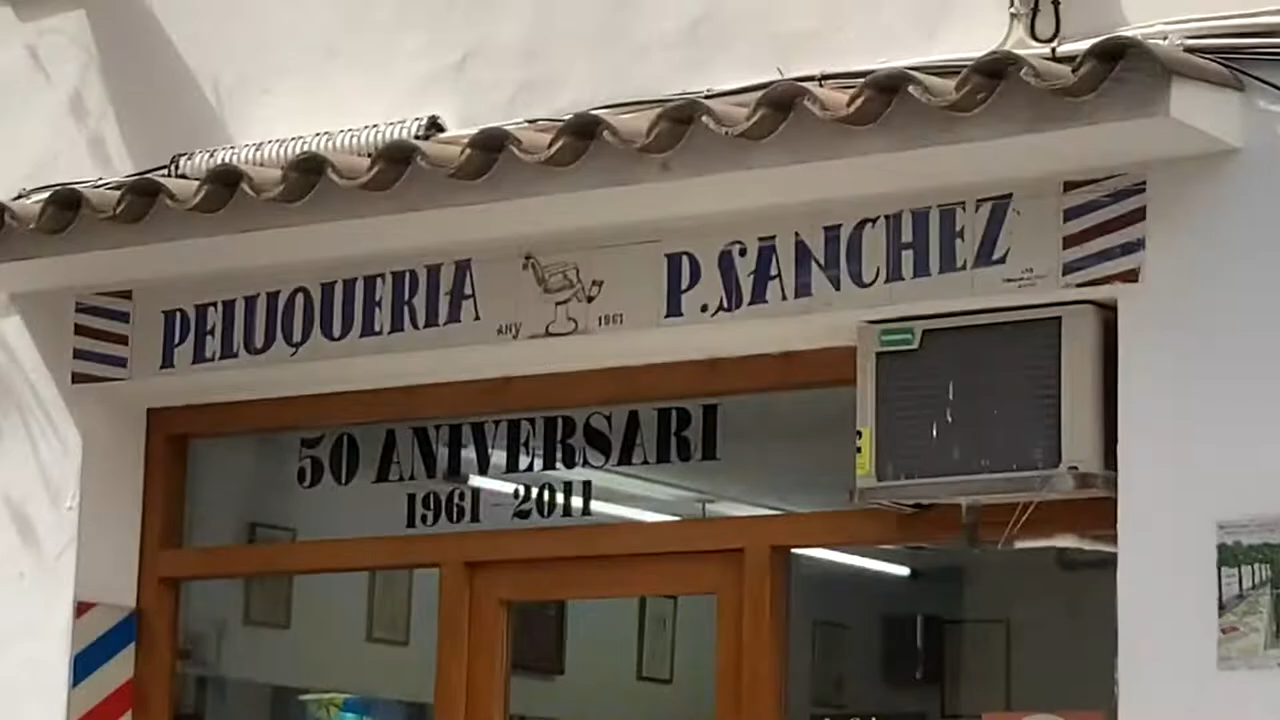 PELUQUERIA
ANY 1961
P. SANCHEZ
50 ANIVERSARI
1961-2011